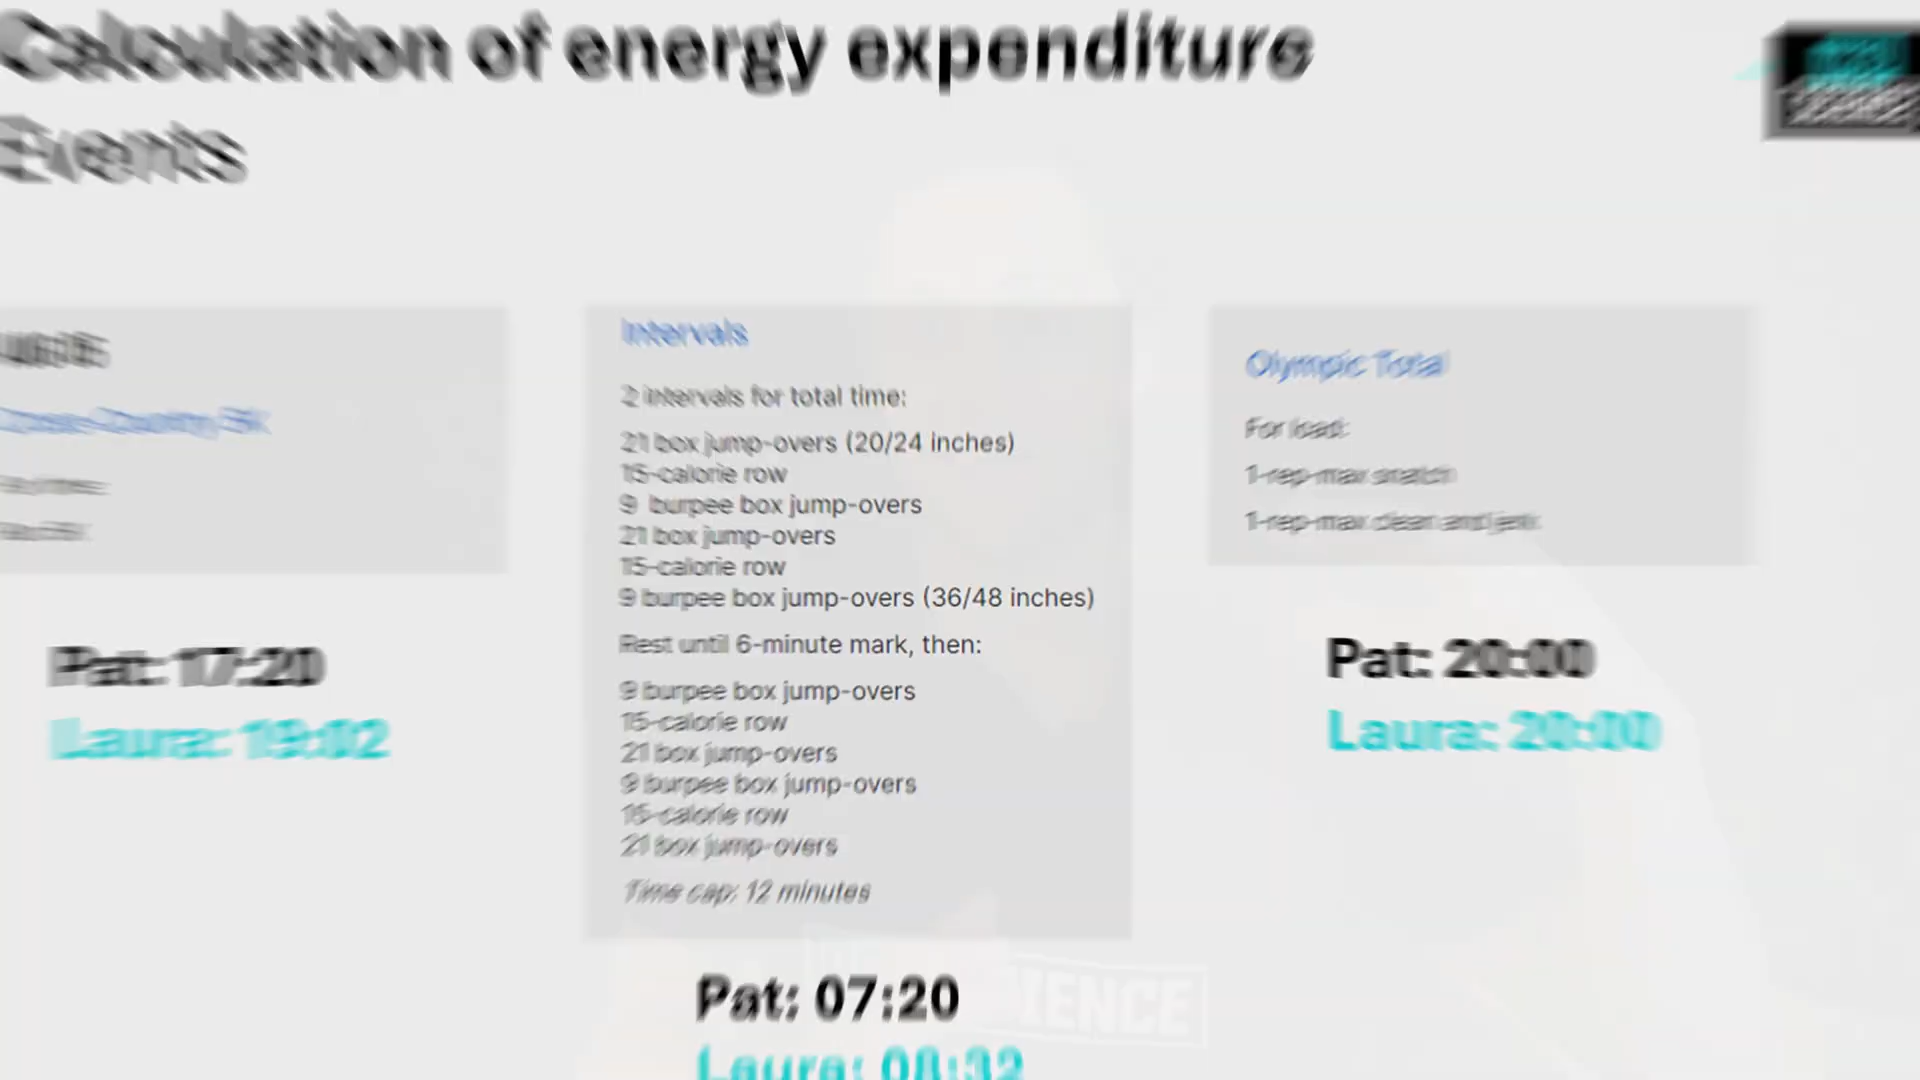 Calculation of energy expenditure
Events
Cross-Country 5K
Pat: 17:20
Laura: 19:02
Intervals
2 intervals for total time:
21 box jump-overs (20/24 inches)
15-calorie row
9 burpee box jump-overs
21 box jump-overs
15-calorie row
9 burpee box jump-overs (36/48 inches)
Rest until 6-minute mark, then:
9 burpee box jump-overs
15-calorie row
21 box jump-overs
9 burpee box jump-overs
15-calorie row
21 box jump-overs
Time cap: 12 minutes
Pat: 07:20
Laura: 08:32
Olympic Total
For load:
1-rep-max snatch
1-rep-max clean and jerk
Pat: 20:00
Laura: 20:00